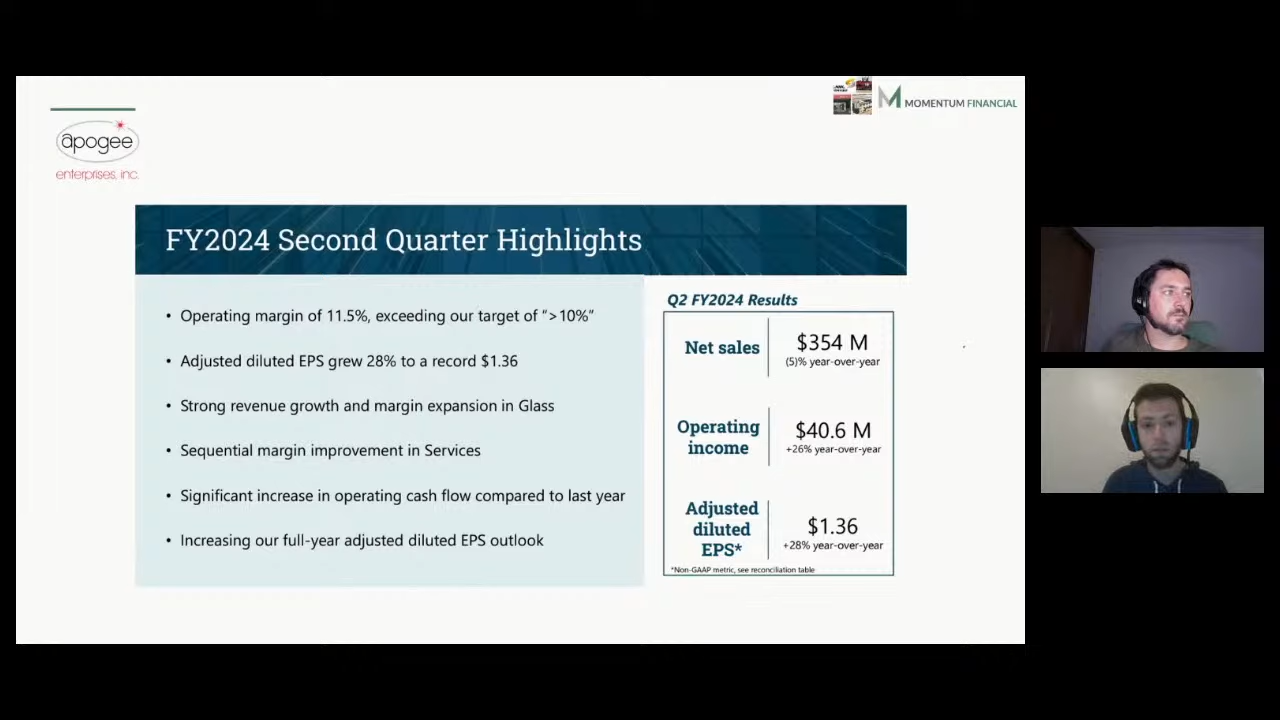 MOMENTUM FINANCIAL
apogee
enterprises, inc.
FY2024 Second Quarter Highlights
• Operating margin of 11.5%, exceeding our target of “>10%”
• Adjusted diluted EPS grew 28% to a record $1.36
• Strong revenue growth and margin expansion in Glass
• Sequential margin improvement in Services
• Significant increase in operating cash flow compared to last year
• Increasing our full-year adjusted diluted EPS outlook
Q2 FY2024 Results
Net sales
$354 M
(5)% year-over-year
Operating
income
$40.6 M
+26% year-over-year
Adjusted
diluted
EPS*
$1.36
+28% year-over-year
*Non-GAAP metric, see reconciliation table